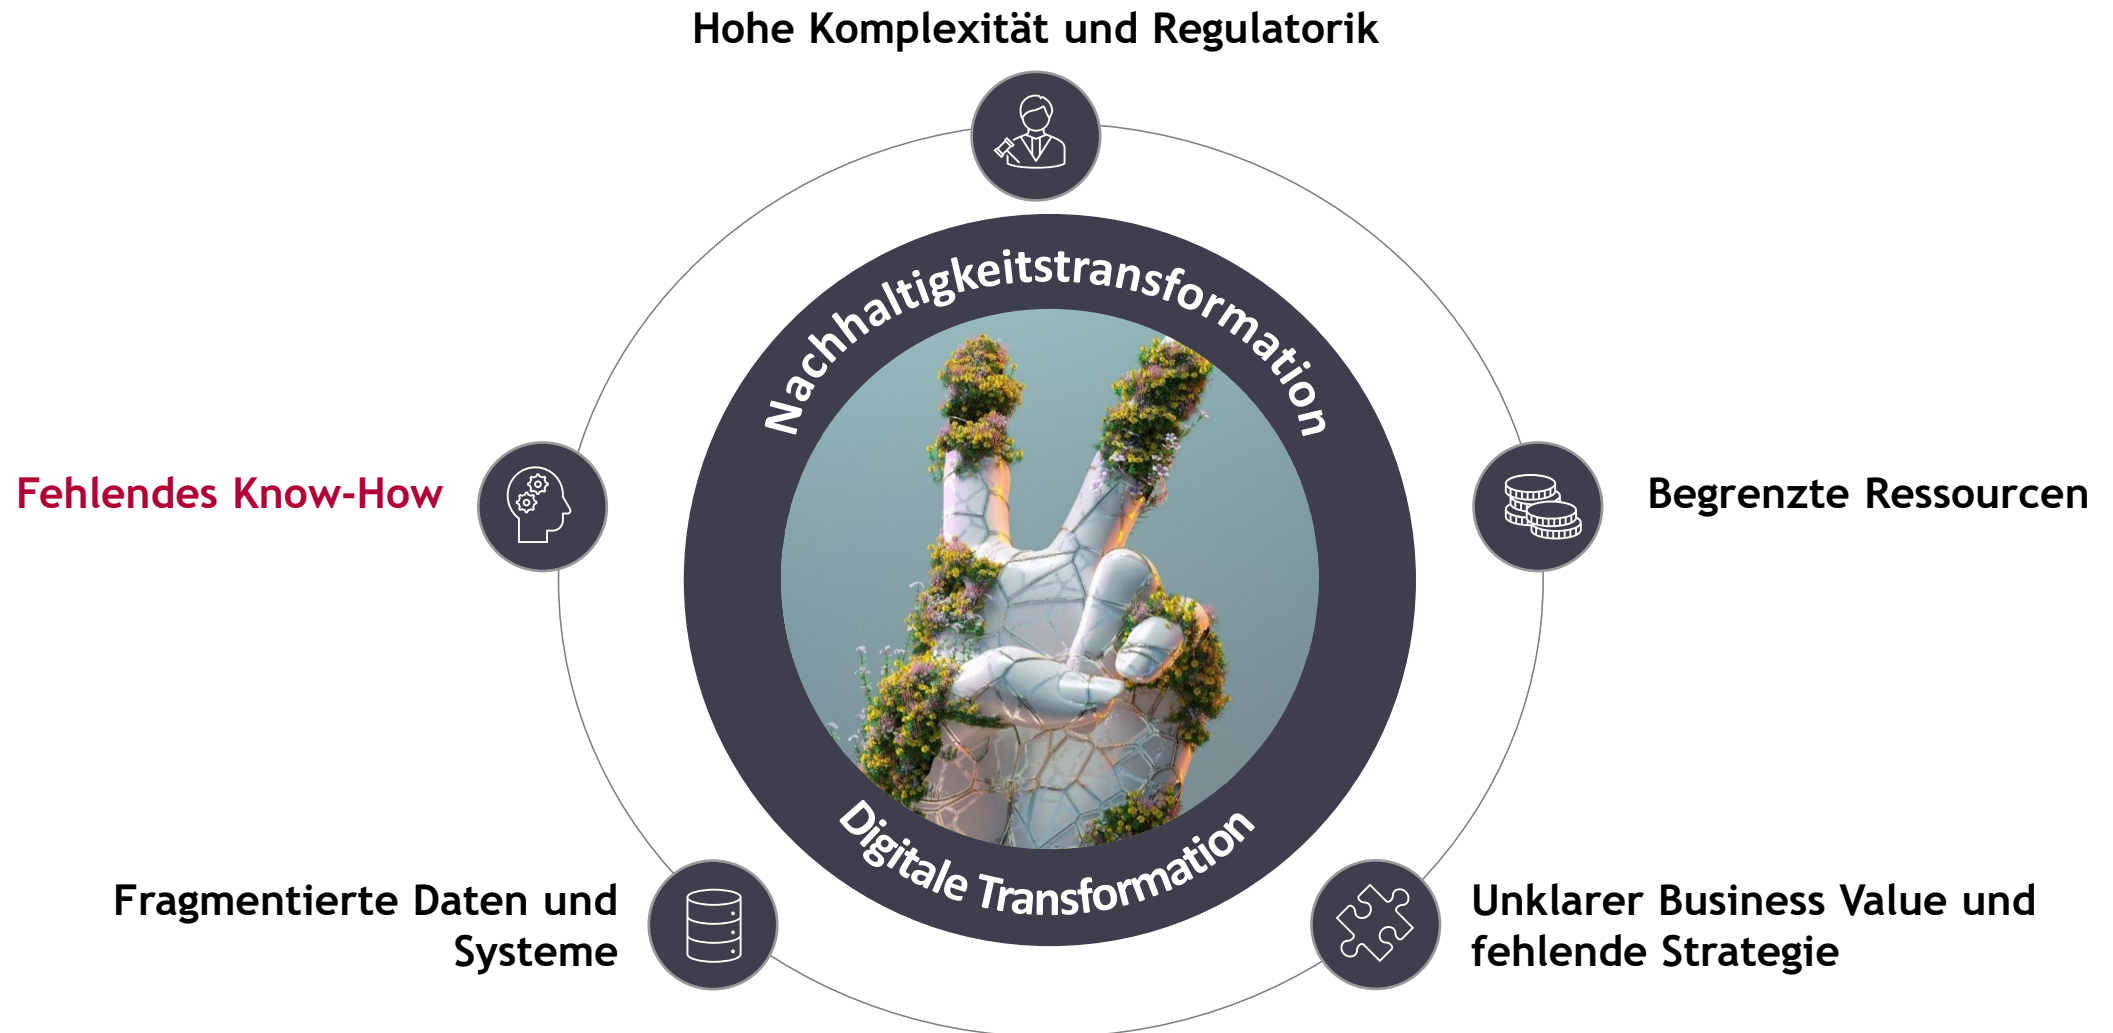 Hohe Komplexität und Regulatorik
Nachhaltigkeitstransformation
Fehlendes Know-How
Begrenzte Ressourcen
Digitale Transformation
Fragmentierte Daten und
Systeme
Unklarer Business Value und
fehlende Strategie